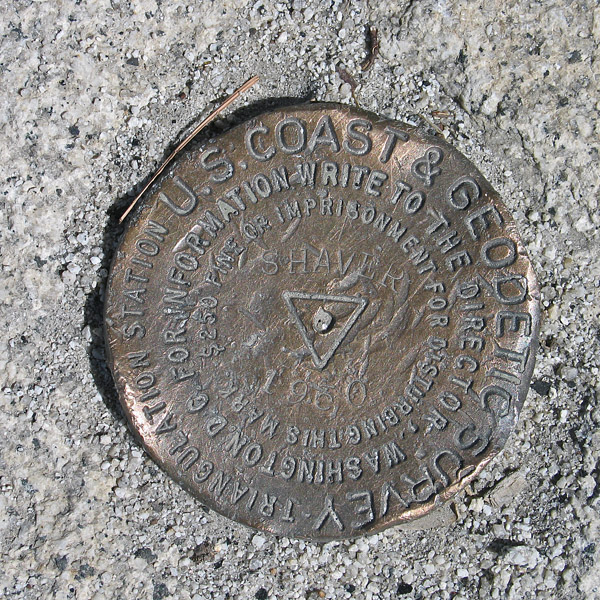 U.S. COAST & GEODETIC SURVEY
TRIANGULATION STATION
FOR INFORMATION WRITE TO THE DIRECTOR, WASHINGTON D.C.
$250 FINE OR IMPRISONMENT FOR DISTURBING THIS MARK.
SHAVER
1960